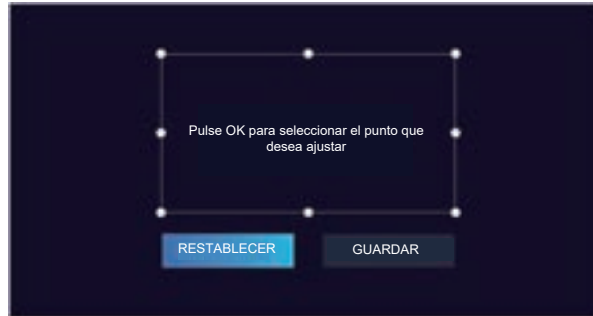 Pulse OK para seleccionar el punto que
desea ajustar
RESTABLECER
GUARDAR